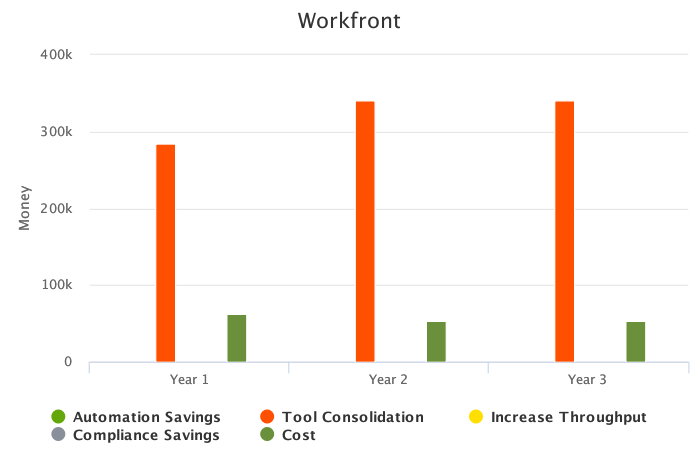 Workfront
400k
300k
200k
100k
0
Money
Year 1 Year 2 Year 3
Automation Savings Tool Consolidation Increase Throughput
Compliance Savings Cost